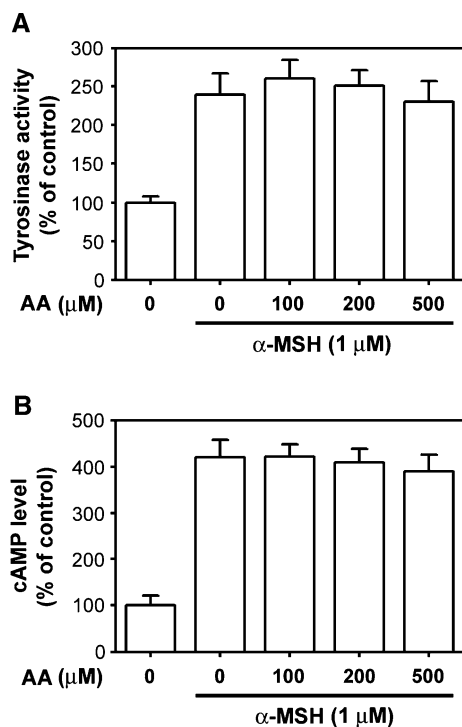 A
Tyrosinase activity
(% of control)
300
250
200
150
100
50
0
AA (μM) 0 0 100 200 500
α-MSH (1 μM)
B
cAMP level
(% of control)
500
400
300
200
100
0
AA (μM) 0 0 100 200 500
α-MSH (1 μM)